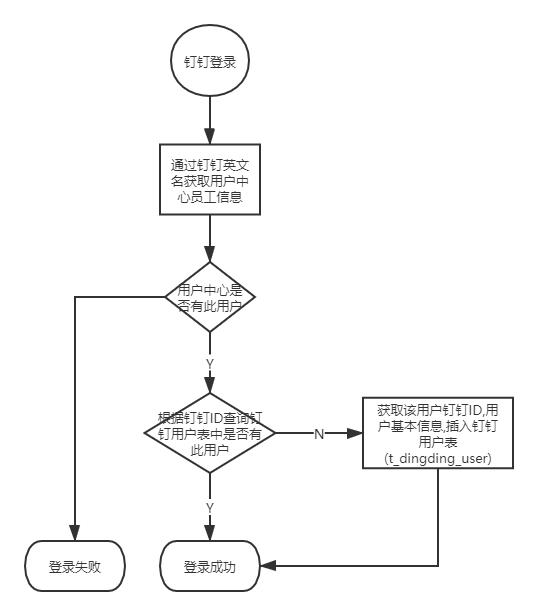 钉钉登录
通过钉钉英文
名获取用户中
心员工信息
用户中心是
否有此用户
Y
根据钉钉ID查询钉
钉用户表中是否有
此用户
N
获取该用户钉钉ID,用
户基本信息,插入钉钉
用户表
(t_dingding_user)
Y
登录失败
登录成功